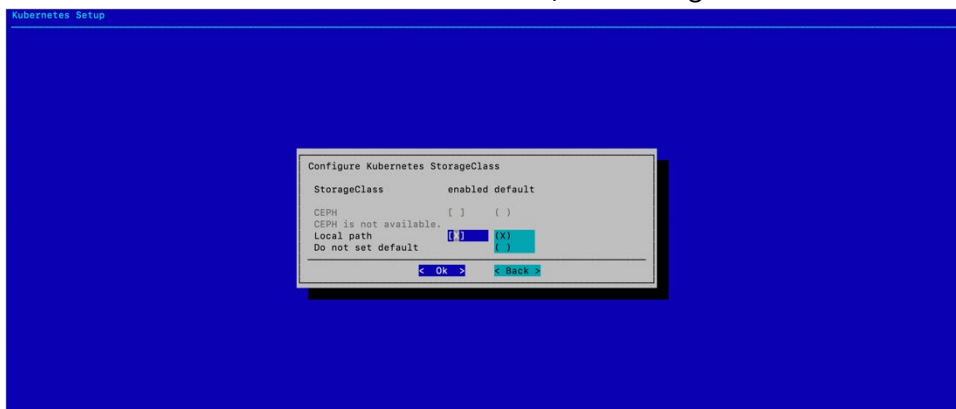 Kubernetes Setup
Configure Kubernetes StorageClass
StorageClass enabled default
CEPH [ ] ( )
CEPH is not available.
Local path [X] (X)
Do not set default ( )
< Ok > < Back >